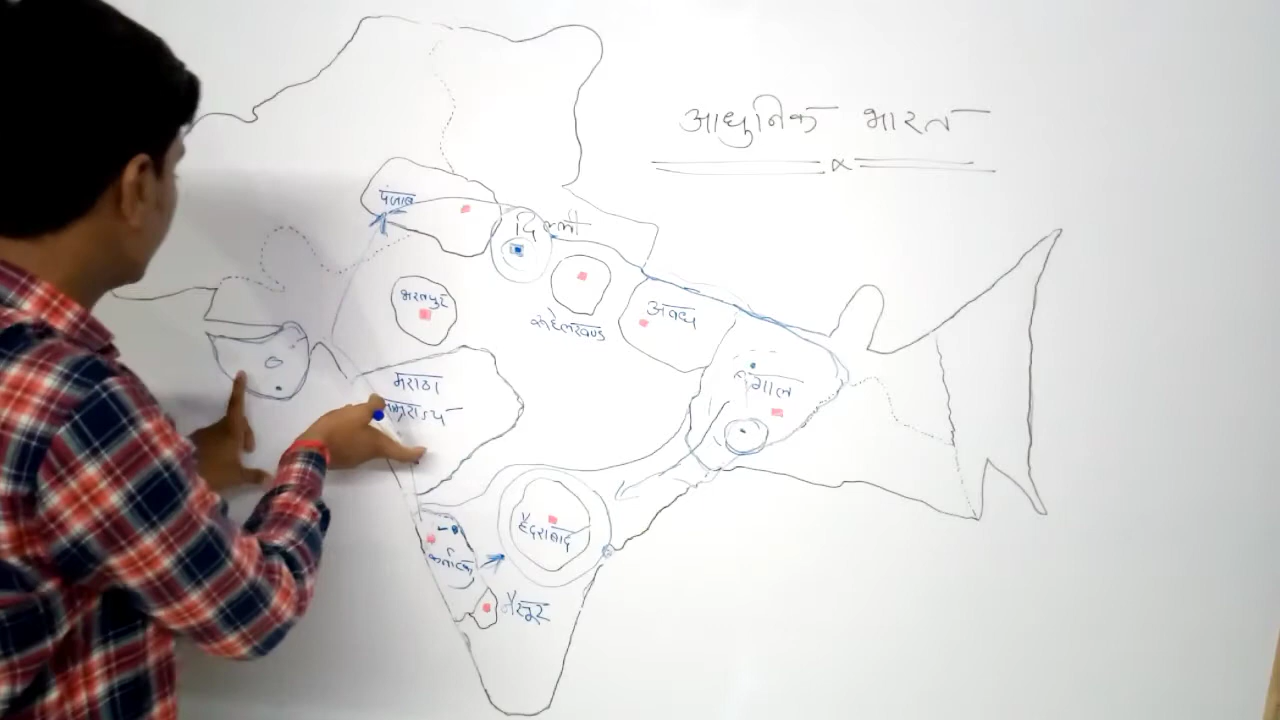 आधुनिक भारत
पंजाब
दिल्ली
भरतपुर
रूहेलखण्ड
अवध
बंगाल
मराठा
हैदराबाद
कर्नाटक
मैसूर